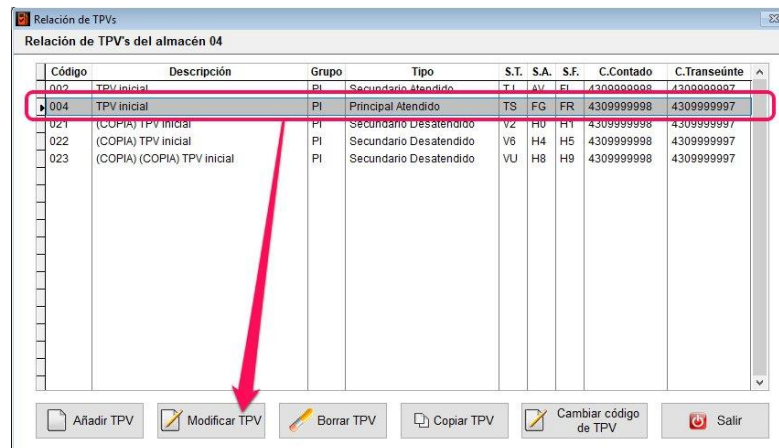 Relación de TPVs
Relación de TPV's del almacén 04
Código Descripción Grupo Tipo S.T. S.A. S.F. C.Contado C.Transeúnte
002 TPV inicial PI Secundario Atendido TJ AV FL 4309999998 4309999997
004 TPV inicial PI Principal Atendido TS FG FR 4309999998 4309999997
021 (COPIA) TPV inicial PI Secundario Desatendido V2 H0 H1 4309999998 4309999997
022 (COPIA) TPV inicial PI Secundario Desatendido V6 H4 H5 4309999998 4309999997
023 (COPIA) (COPIA) TPV inicial PI Secundario Desatendido VU H8 H9 4309999998 4309999997
Añadir TPV Modificar TPV Borrar TPV Copiar TPV Cambiar código
de TPV Salir